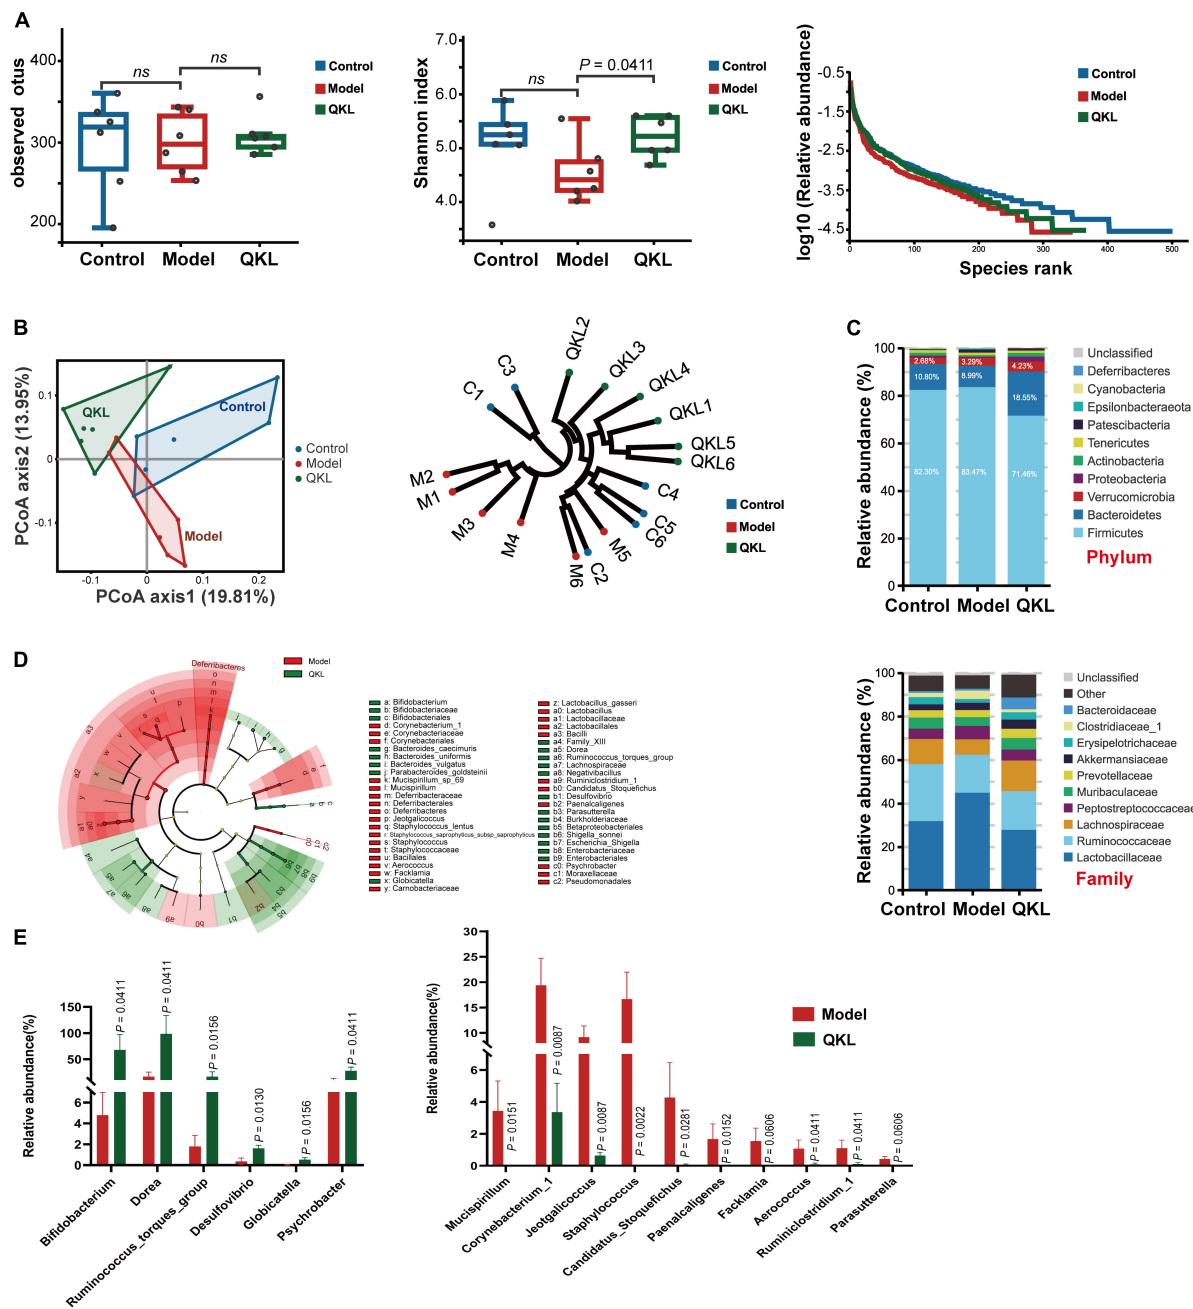 A
observed otus
400
300
200
ns
ns
Control
Model
QKL
Control
Model
QKL
Shannon index
7.0
6.0
5.0
4.0
ns
P = 0.0411
Control
Model
QKL
Control
Model
QKL
log10 (Relative abundance)
-0.5
-1.5
-2.5
-3.5
-4.5
0
100
200
300
400
500
Species rank
Control
Model
QKL
B
PCoA axis2 (13.95%)
0.1
0
-0.1
-0.1
0
0.1
0.2
PCoA axis1 (19.81%)
QKL
Control
Model
Control
Model
QKL
C1
C3
QKL2
QKL3
QKL4
QKL1
QKL5
QKL6
C4
C5
C6
M5
C2
M6
M4
M3
M1
M2
Control
Model
QKL
C
Relative abundance (%)
100
80
60
40
20
0
2.68%
3.29%
4.23%
10.80%
8.99%
18.55%
82.30%
83.47%
71.46%
Control Model QKL
Unclassified
Deferribacteres
Cyanobacteria
Epsilonbacteraeota
Patescibacteria
Tenericutes
Actinobacteria
Proteobacteria
Verrucomicrobia
Bacteroidetes
Firmicutes
Phylum
D
Deferribacteres
Model
QKL
a: Bifidobacterium
b: Bifidobacteriaceae
c: Bifidobacteriales
d: Corynebacterium_1
e: Corynebacteriaceae
f: Corynebacteriales
g: Bacteroides_caecimuris
h: Bacteroides_uniformis
i: Bacteroides_vulgatus
j: Parabacteroides_goldsteinii
k: Mucispirillum_sp_69
l: Mucispirillum
m: Deferribacteraceae
n: Deferribacterales
o: Deferribacteres
p: Jeotgalicoccus
q: Staphylococcus_lentus
r: Staphylococcus_saprophyticus_subsp_saprophyticus
s: Staphylococcus
t: Staphylococcaceae
u: Bacillales
v: Aerococcus
w: Facklamia
x: Globicatella
y: Carnobacteriaceae
z: Lactobacillus_gasseri
a0: Lactobacillus
a1: Lactobacillaceae
a2: Lactobacillales
a3: Bacilli
a4: Family_XIII
a5: Dorea
a6: Ruminococcus_torques_group
a7: Lachnospiraceae
a8: Negativibacillus
a9: Ruminiclostridium_1
b0: Candidatus_Stoquefichus
b1: Desulfovibrio
b2: Paenalcaligenes
b3: Parasutterella
b4: Burkholderiaceae
b5: Betaproteobacteriales
b6: Shigella_sonnei
b7: Escherichia_Shigella
b8: Enterobacteriaceae
b9: Enterobacteriales
c0: Psychrobacter
c1: Moraxellaceae
c2: Pseudomonadales
Relative abundance (%)
100
80
60
40
20
0
Control Model QKL
Unclassified
Other
Bacteroidaceae
Clostridiaceae_1
Erysipelotrichaceae
Akkermansiaceae
Prevotellaceae
Muribaculaceae
Peptostreptococcaceae
Lachnospiraceae
Ruminococcaceae
Lactobacillaceae
Family
E
Relative abundance(%)
150
100
50
6
4
2
0
P = 0.0411
P = 0.0411
P = 0.0156
P = 0.0130
P = 0.0156
P = 0.0411
Bifidobacterium
Dorea
Ruminococcus_torques_group
Desulfovibrio
Globicatella
Psychrobacter
Relative abundance(%)
30
25
20
15
10
6
4
2
0
P = 0.0151
P = 0.0087
P = 0.0087
P = 0.0022
P = 0.0281
P = 0.0152
P = 0.0606
P = 0.0411
P = 0.0411
P = 0.0606
Mucispirillum
Corynebacterium_1
Jeotgalicoccus
Staphylococcus
Candidatus_Stoquefichus
Paenalcaligenes
Facklamia
Aerococcus
Ruminiclostridium_1
Parasutterella
Model
QKL